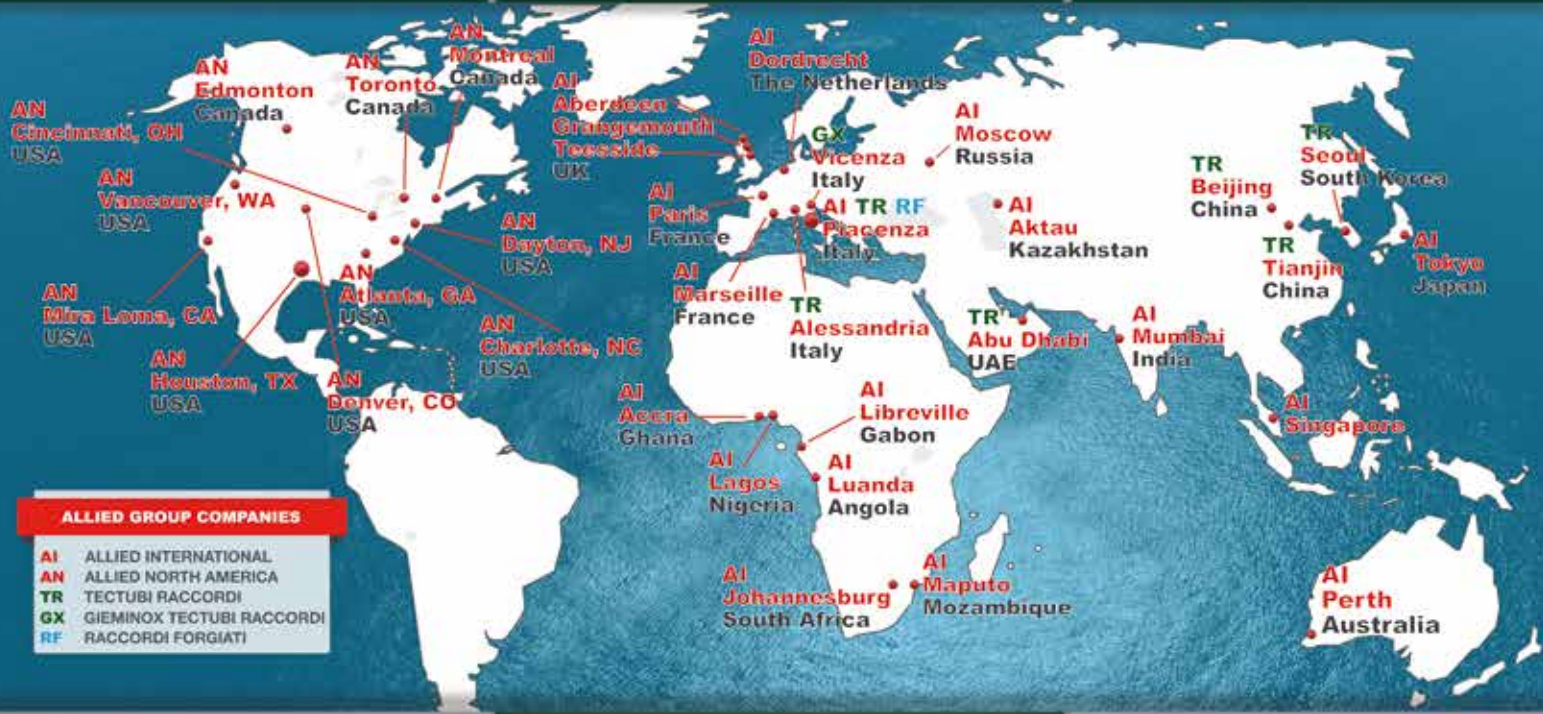 AN
Montreal
Canada
AN
Toronto
Canada
AN
Edmonton
Canada
AN
Cincinnati, OH
USA
AN
Vancouver, WA
USA
AN
Mira Loma, CA
USA
AN
Houston, TX
USA
AN
Denver, CO
USA
AN
Atlanta, GA
USA
AN
Charlotte, NC
USA
AN
Dayton, NJ
USA
AI
Aberdeen
Grangemouth
Teesside
UK
AI
Dordrecht
The Netherlands
GX
Vicenza
Italy
AI
Paris
France
AI TR RF
Piacenza
Italy
AI
Marseille
France
TR
Alessandria
Italy
AI
Moscow
Russia
AI
Aktau
Kazakhstan
TR
Abu Dhabi
UAE
AI
Mumbai
India
TR
Beijing
China
TR
Tianjin
China
TR
Seoul
South Korea
AI
Tokyo
Japan
AI
Singapore
AI
Accra
Ghana
AI
Lagos
Nigeria
AI
Libreville
Gabon
AI
Luanda
Angola
AI
Johannesburg
South Africa
AI
Maputo
Mozambique
AI
Perth
Australia
ALLIED GROUP COMPANIES
AI ALLIED INTERNATIONAL
AN ALLIED NORTH AMERICA
TR TECTUBI RACCORDI
GX GIEMINOX TECTUBI RACCORDI
RF RACCORDI FORGIATI